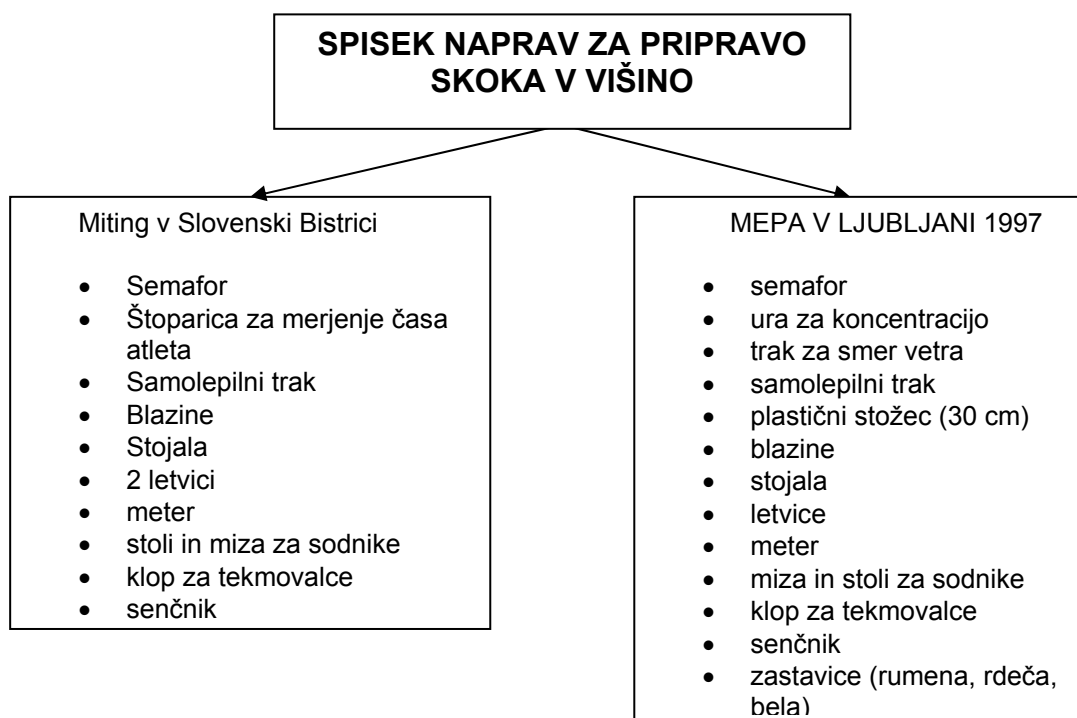 SPISEK NAPRAV ZA PRIPRAVO
SKOKA V VIŠINO
Miting v Slovenski Bistrici
• Semafor
• Štoparica za merjenje časa
atleta
• Samolepilni trak
• Blazine
• Stojala
• 2 letvici
• meter
• stoli in miza za sodnike
• klop za tekmovalce
• senčnik
MEPA V LJUBLJANI 1997
• semafor
• ura za koncentracijo
• trak za smer vetra
• samolepilni trak
• plastični stožec (30 cm)
• blazine
• stojala
• letvice
• meter
• miza in stoli za sodnike
• klop za tekmovalce
• senčnik
• zastavice (rumena, rdeča,
bela)